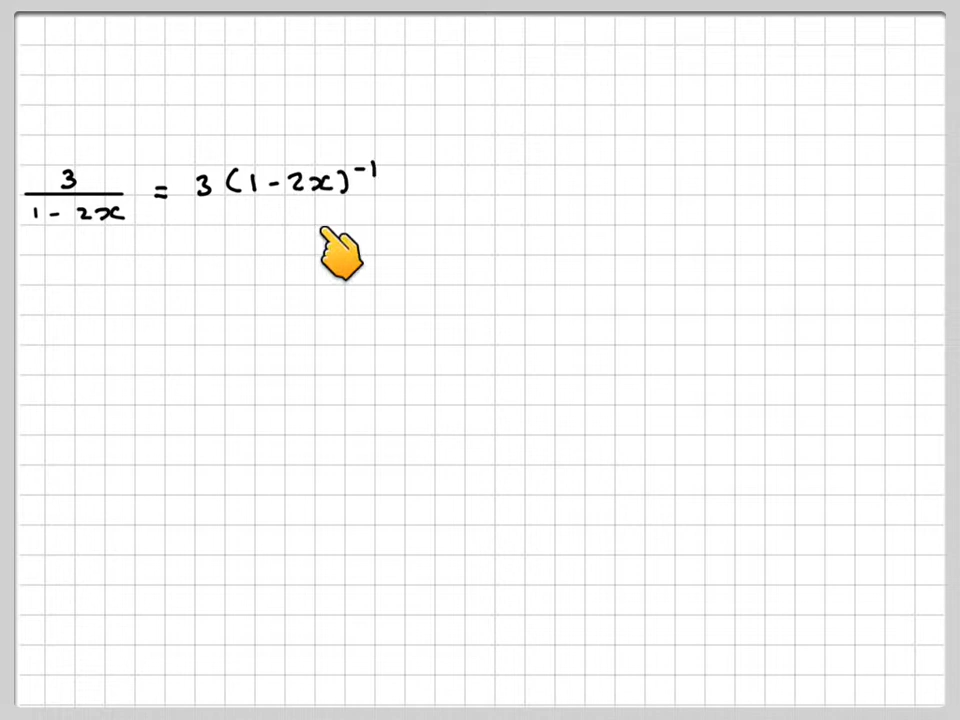 3/(1 - 2x) = 3(1 - 2x)^-1